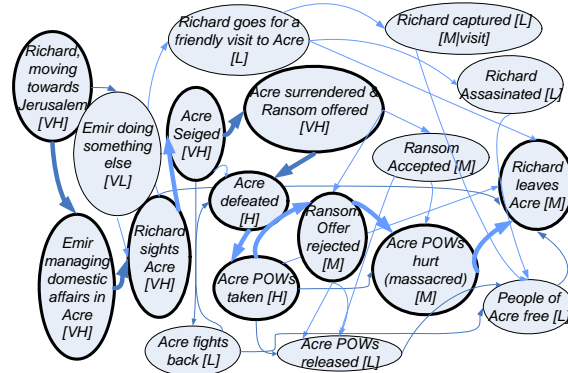 Richard,
moving
towards
Jerusalem
[VH]
Richard goes for a
friendly visit to Acre
[L]
Richard captured [L]
[M|visit]
Richard
Assasinated [L]
Emir doing
something
else
[VL]
Acre
Seiged
[VH]
Acre surrendered &
Ransom offered
[VH]
Ransom
Accepted [M]
Richard
leaves
Acre [M]
Acre
defeated
[H]
Ransom
Offer
rejected
[M]
Emir
managing
domestic
affairs in
Acre
[VH]
Richard
sights
Acre
[VH]
Acre POWs
taken [H]
Acre POWs
hurt
(massacred)
[M]
People of
Acre free [L]
Acre fights
back [L]
Acre POWs
released [L]